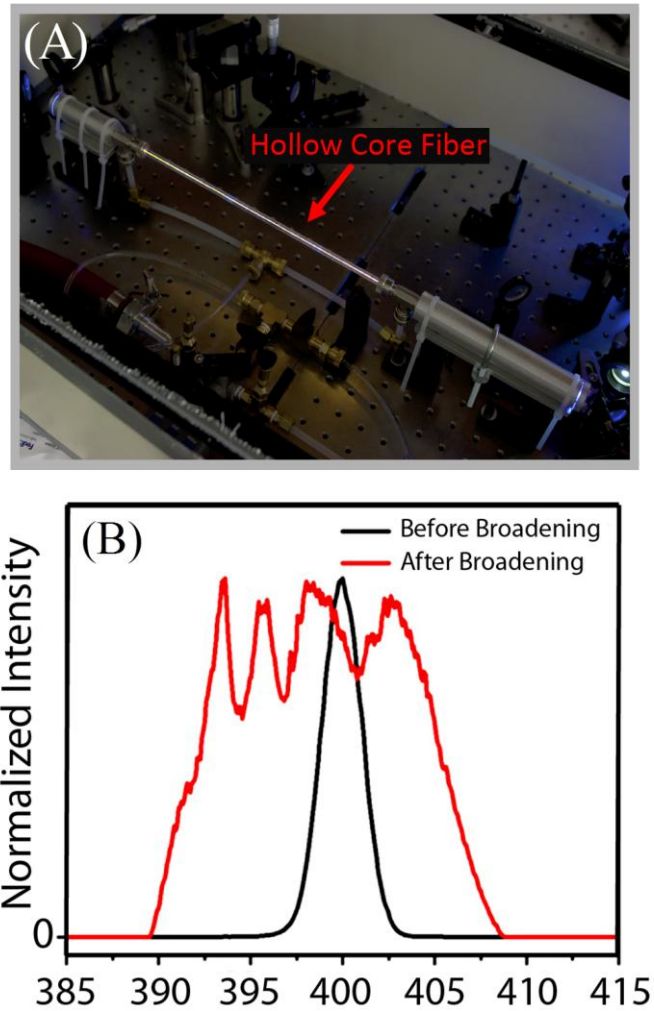 (A)
Hollow Core Fiber
(B)
Before Broadening
After Broadening
Normalized Intensity
0
385 390 395 400 405 410 415